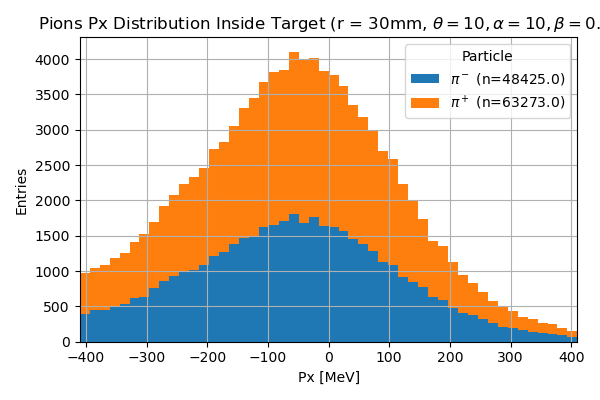 Pions Px Distribution Inside Target (r = 30mm, θ = 10, α = 10, β = 0.
Entries
4000
3500
3000
2500
2000
1500
1000
500
0
Particle
π⁻ (n=48425.0)
π⁺ (n=63273.0)
−400 −300 −200 −100 0 100 200 300 400
Px [MeV]